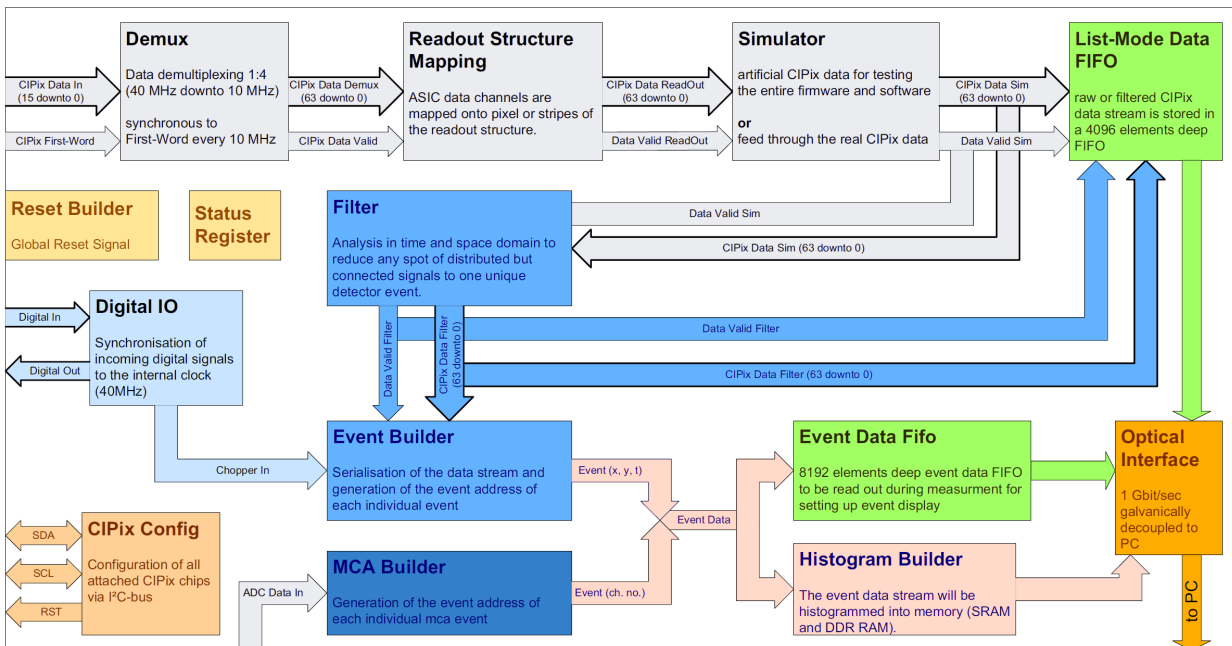 Demux
Data demultiplexing 1:4
(40 MHz downto 10 MHz)
synchronous to
First-Word every 10 MHz
CIPix Data In
(15 downto 0)
CIPix First-Word
CIPix Data Demux
(63 downto 0)
CIPix Data Valid
Readout Structure
Mapping
ASIC data channels are
mapped onto pixel or stripes of
the readout structure.
CIPix Data ReadOut
(63 downto 0)
Data Valid ReadOut
Simulator
artificial CIPix data for testing
the entire firmware and software
or
feed through the real CIPix data
CIPix Data Sim
(63 downto 0)
Data Valid Sim
List-Mode Data
FIFO
raw or filtered CIPix
data stream is stored in
a 4096 elements deep
FIFO
Reset Builder
Global Reset Signal
Status
Register
Filter
Analysis in time and space domain to
reduce any spot of distributed but
connected signals to one unique
detector event.
Data Valid Sim
CIPix Data Sim (63 downto 0)
Digital In
Digital Out
Digital IO
Synchronisation of
incoming digital signals
to the internal clock
(40MHz)
Data Valid Filter
CIPix Data Filter
(63 downto 0)
Data Valid Filter
CIPix Data Filter (63 downto 0)
Chopper In
Event Builder
Serialisation of the data stream and
generation of the event address of
each individual event
Event (x, y, t)
Event Data
Event Data Fifo
8192 elements deep event data FIFO
to be read out during measurment for
setting up event display
Optical
Interface
1 Gbit/sec
galvanically
decoupled to
PC
SDA
SCL
RST
CIPix Config
Configuration of all
attached CIPix chips
via I²C-bus
ADC Data In
MCA Builder
Generation of the event address of
each individual mca event
Event (ch. no.)
Histogram Builder
The event data stream will be
histogrammed into memory (SRAM
and DDR RAM).
to PC